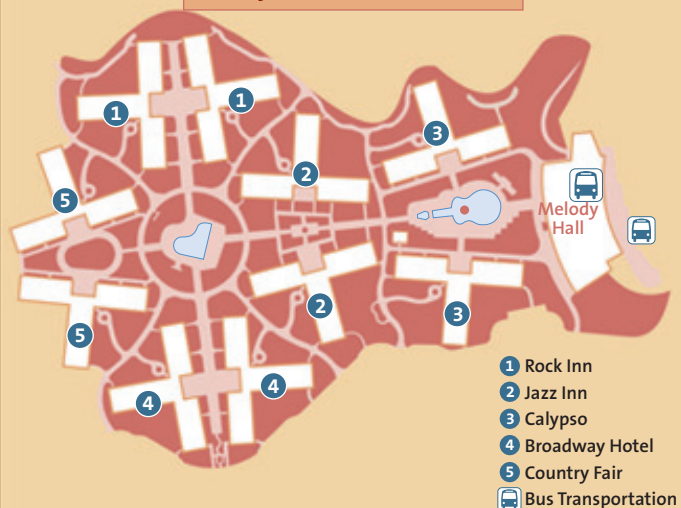 1
1
3
2
5
Melody
Hall
2
3
5
4
4
1 Rock Inn
2 Jazz Inn
3 Calypso
4 Broadway Hotel
5 Country Fair
Bus Transportation